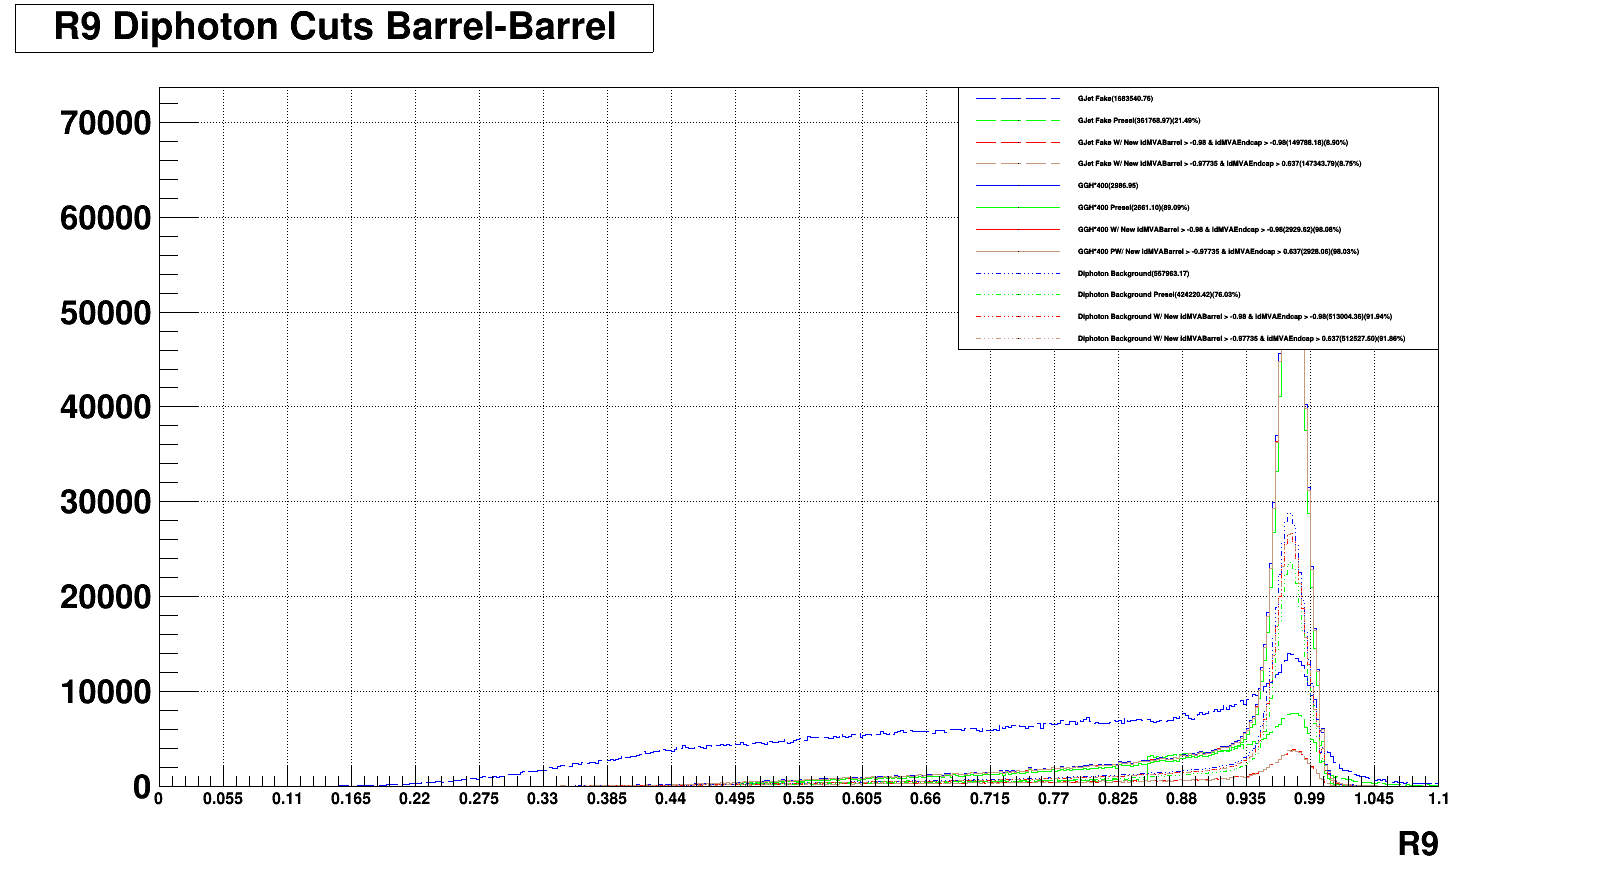 R9 Diphoton Cuts Barrel-Barrel
GJet Fake(1683540.75)
GJet Fake Presel(361768.97)(21.49%)
GJet Fake W/ New idMVABarrel > -0.98 & idMVAEndcap > -0.98(149788.18)(8.90%)
GJet Fake W/ New idMVABarrel > -0.97735 & idMVAEndcap > 0.637(147343.79)(8.75%)
GGH*400(2986.95)
GGH*400 Presel(2661.10)(89.09%)
GGH*400 W/ New idMVABarrel > -0.98 & idMVAEndcap > -0.98(2929.62)(98.08%)
GGH*400 PW/ New idMVABarrel > -0.97735 & idMVAEndcap > 0.637(2928.05)(98.03%)
Diphoton Background(557963.17)
Diphoton Background Presel(424220.42)(76.03%)
Diphoton Background W/ New idMVABarrel > -0.98 & idMVAEndcap > -0.98(513004.35)(91.94%)
Diphoton Background W/ New idMVABarrel > -0.97735 & idMVAEndcap > 0.637(512527.50)(91.86%)
70000
60000
50000
40000
30000
20000
10000
0
0 0.055 0.11 0.165 0.22 0.275 0.33 0.385 0.44 0.495 0.55 0.605 0.66 0.715 0.77 0.825 0.88 0.935 0.99 1.045 1.1
R9